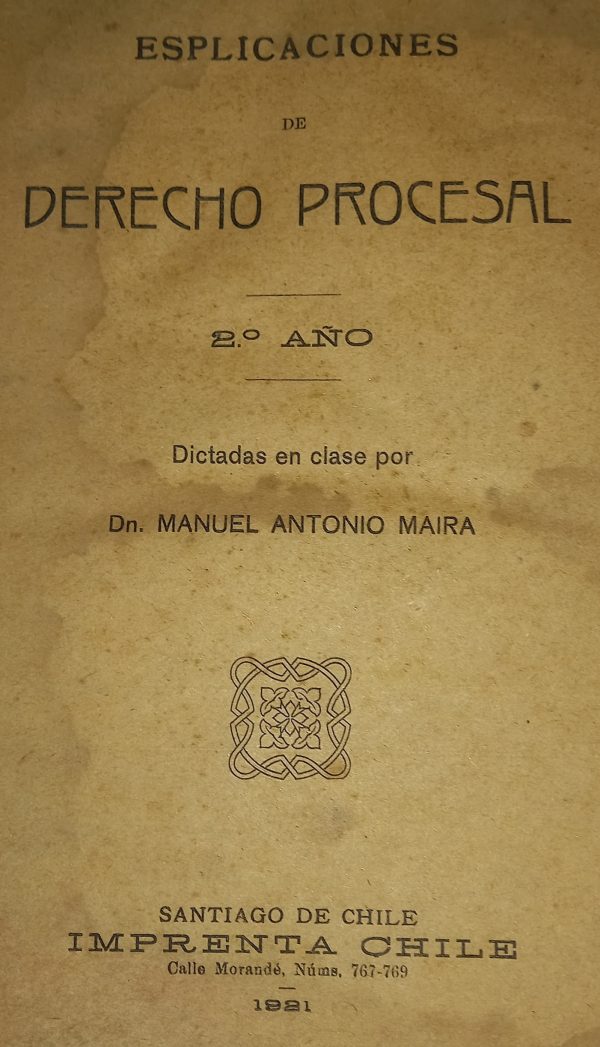 ESPLICACIONES
DE
DERECHO PROCESAL
2.º AÑO
Dictadas en clase por
Dn. MANUEL ANTONIO MAIRA
SANTIAGO DE CHILE
IMPRENTA CHILE
Calle Morandé, Núms, 767-769
1921